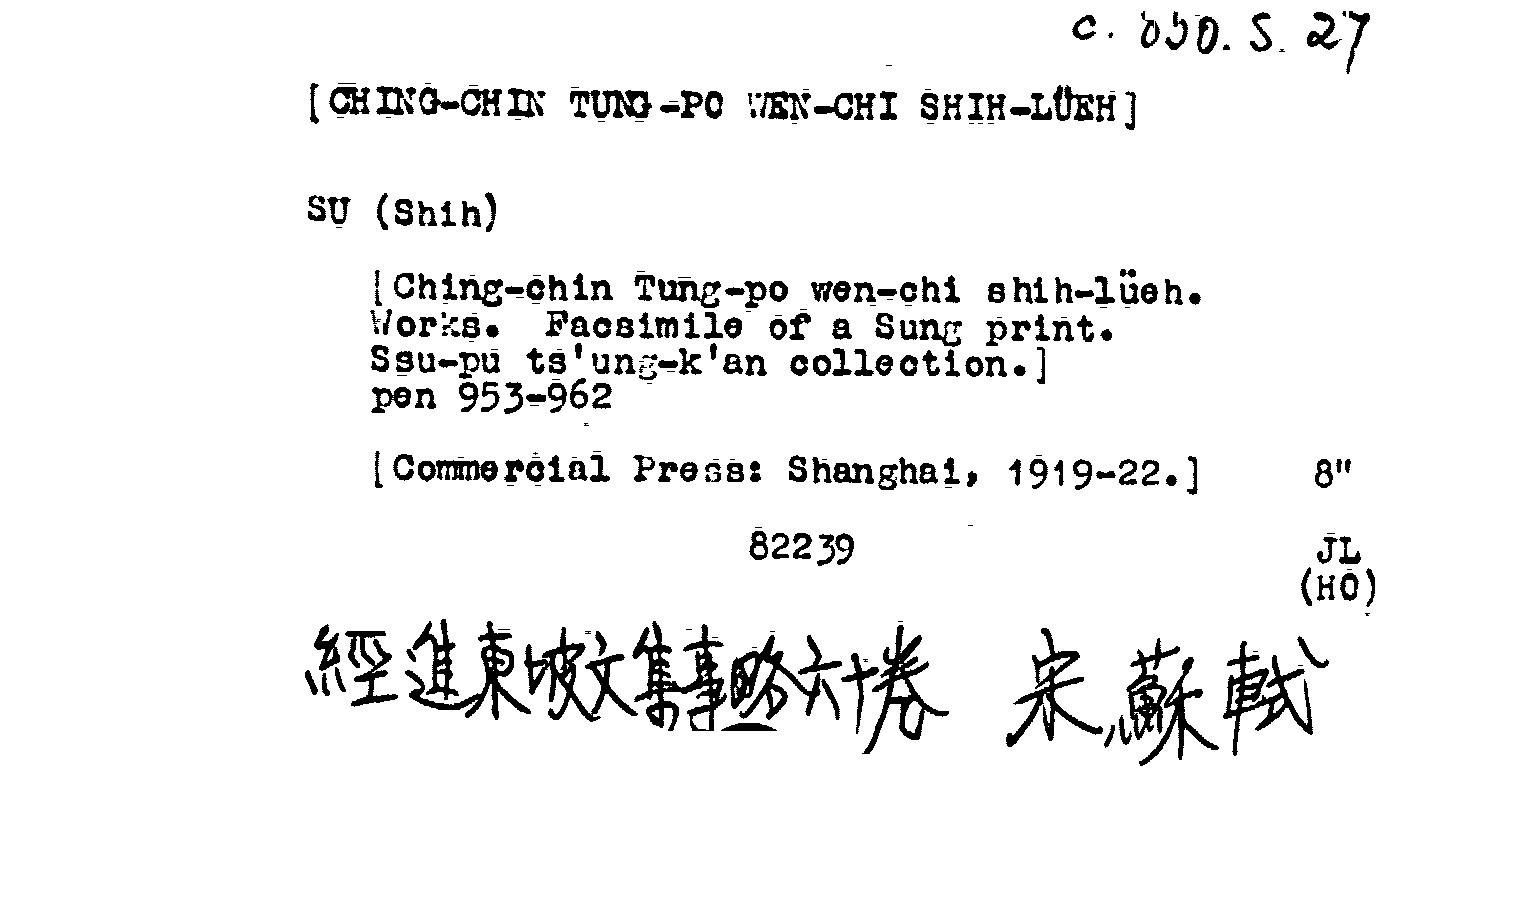 c. 850. S. 27
[CHING-CHIN TUNG-PO WEN-CHI SHIH-LÜEH]
SU (Shih)
[Ching-chin Tung-po wen-chi shih-lüeh.
Works. Facsimile of a Sung print.
Ssu-pu ts'ung-k'an collection.]
pen 953-962
[Commercial Press: Shanghai, 1919-22.] 8"
82239 JL
(HO)
經進東坡文集事略六十卷 宋蘇軾